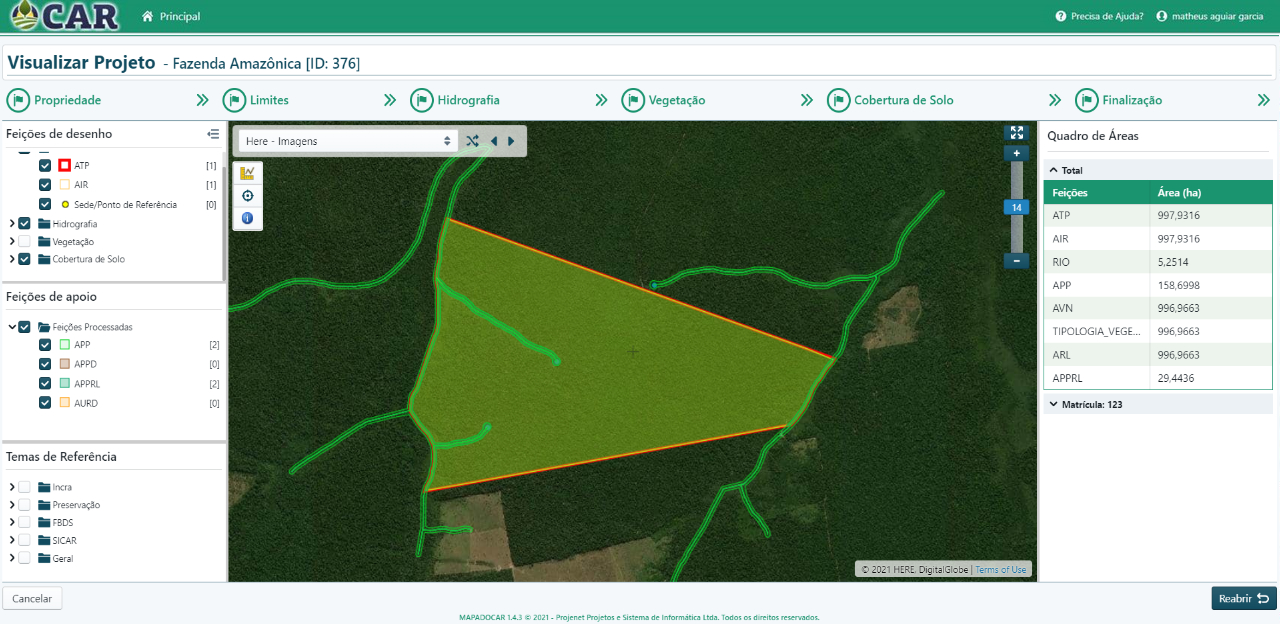 CAR
Principal
Precisa de Ajuda?
matheus aguiar garcia
Visualizar Projeto - Fazenda Amazônica [ID: 376]
Propriedade
Limites
Hidrografia
Vegetação
Cobertura de Solo
Finalização
Feições de desenho
ATP [1]
AIR [1]
Sede/Ponto de Referência [0]
Hidrografia
Vegetação
Cobertura de Solo
Feições de apoio
Feições Processadas
APP [2]
APPD [0]
APPRL [2]
AURD [0]
Temas de Referência
Incra
Preservação
FBDS
SICAR
Geral
Here - Imagens
+
14
−
© 2021 HERE, DigitalGlobe | Terms of Use
Quadro de Áreas
Total
Feições Área (ha)
ATP 997,9316
AIR 997,9316
RIO 5,2514
APP 158,6998
AVN 996,9663
TIPOLOGIA_VEGE... 996,9663
ARL 996,9663
APPRL 29,4436
Matrícula: 123
Cancelar
Reabrir
MAPADOCAR 1.4.3 © 2021 - Projenet Projetos e Sistema de Informática Ltda. Todos os direitos reservados.